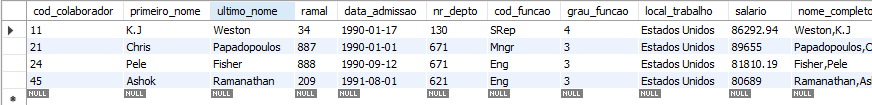 cod_colaborador primeiro_nome ultimo_nome ramal data_admissao nr_depto cod_funcao grau_funcao local_trabalho salario nome_completo
11 K.J Weston 34 1990-01-17 130 SRep 4 Estados Unidos 86292.94 Weston,K.J
21 Chris Papadopoulos 887 1990-01-01 671 Mngr 3 Estados Unidos 89655 Papadopoulos,
24 Pele Fisher 888 1990-09-12 671 Eng 3 Estados Unidos 81810.19 Fisher,Pele
45 Ashok Ramanathan 209 1991-08-01 621 Eng 3 Estados Unidos 80689 Ramanathan,As
NULL NULL NULL NULL NULL NULL NULL NULL NULL NULL NULL